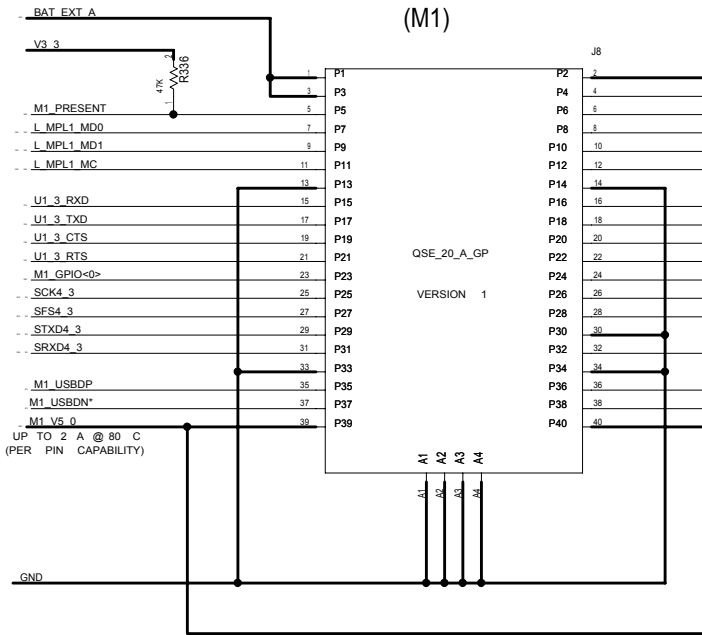 (M1)
J8
BAT_EXT_A
V3_3
2
R336
47K
1
M1_PRESENT
L_MPL1_MD0
L_MPL1_MD1
L_MPL1_MC
U1_3_RXD
U1_3_TXD
U1_3_CTS
U1_3_RTS
M1_GPIO<0>
SCK4_3
SFS4_3
STXD4_3
SRXD4_3
M1_USBDP
M1_USBDN*
M1_V5_0
UP TO 2 A @ 80 C
(PER PIN CAPABILITY)
GND
1 P1 P2 2
3 P3 P4 4
5 P5 P6 6
7 P7 P8 8
9 P9 P10 10
11 P11 P12 12
13 P13 P14 14
15 P15 P16 16
17 P17 P18 18
19 P19 P20 20
21 P21 P22 22
23 P23 P24 24
25 P25 P26 26
27 P27 P28 28
29 P29 P30 30
31 P31 P32 32
33 P33 P34 34
35 P35 P36 36
37 P37 P38 38
39 P39 P40 40
QSE_20_A_GP
VERSION 1
A1 A2 A3 A4
A1 A2 A3 A4